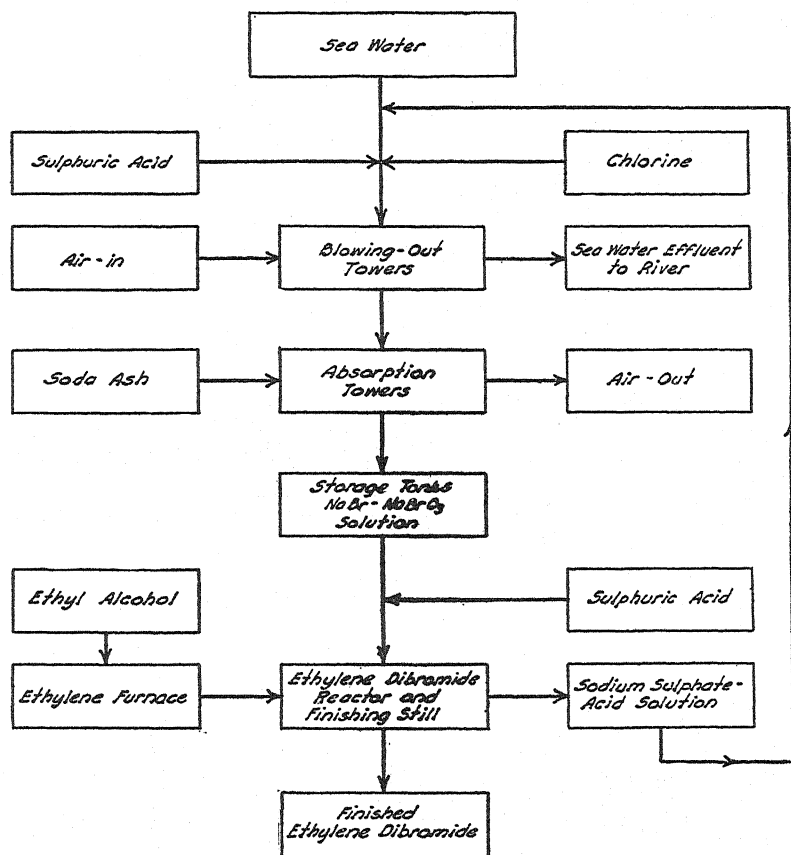 Sea Water
Sulphuric Acid
Chlorine
Air-in
Blowing-Out
Towers
Sea Water Effluent
to River
Soda Ash
Absorption
Towers
Air-Out
Storage Tanks
NaBr-NaBrO3
Solution
Ethyl Alcohol
Sulphuric Acid
Ethylene Furnace
Ethylene Dibromide
Reactor and
Finishing Still
Sodium Sulphate-
Acid Solution
Finished
Ethylene Dibromide